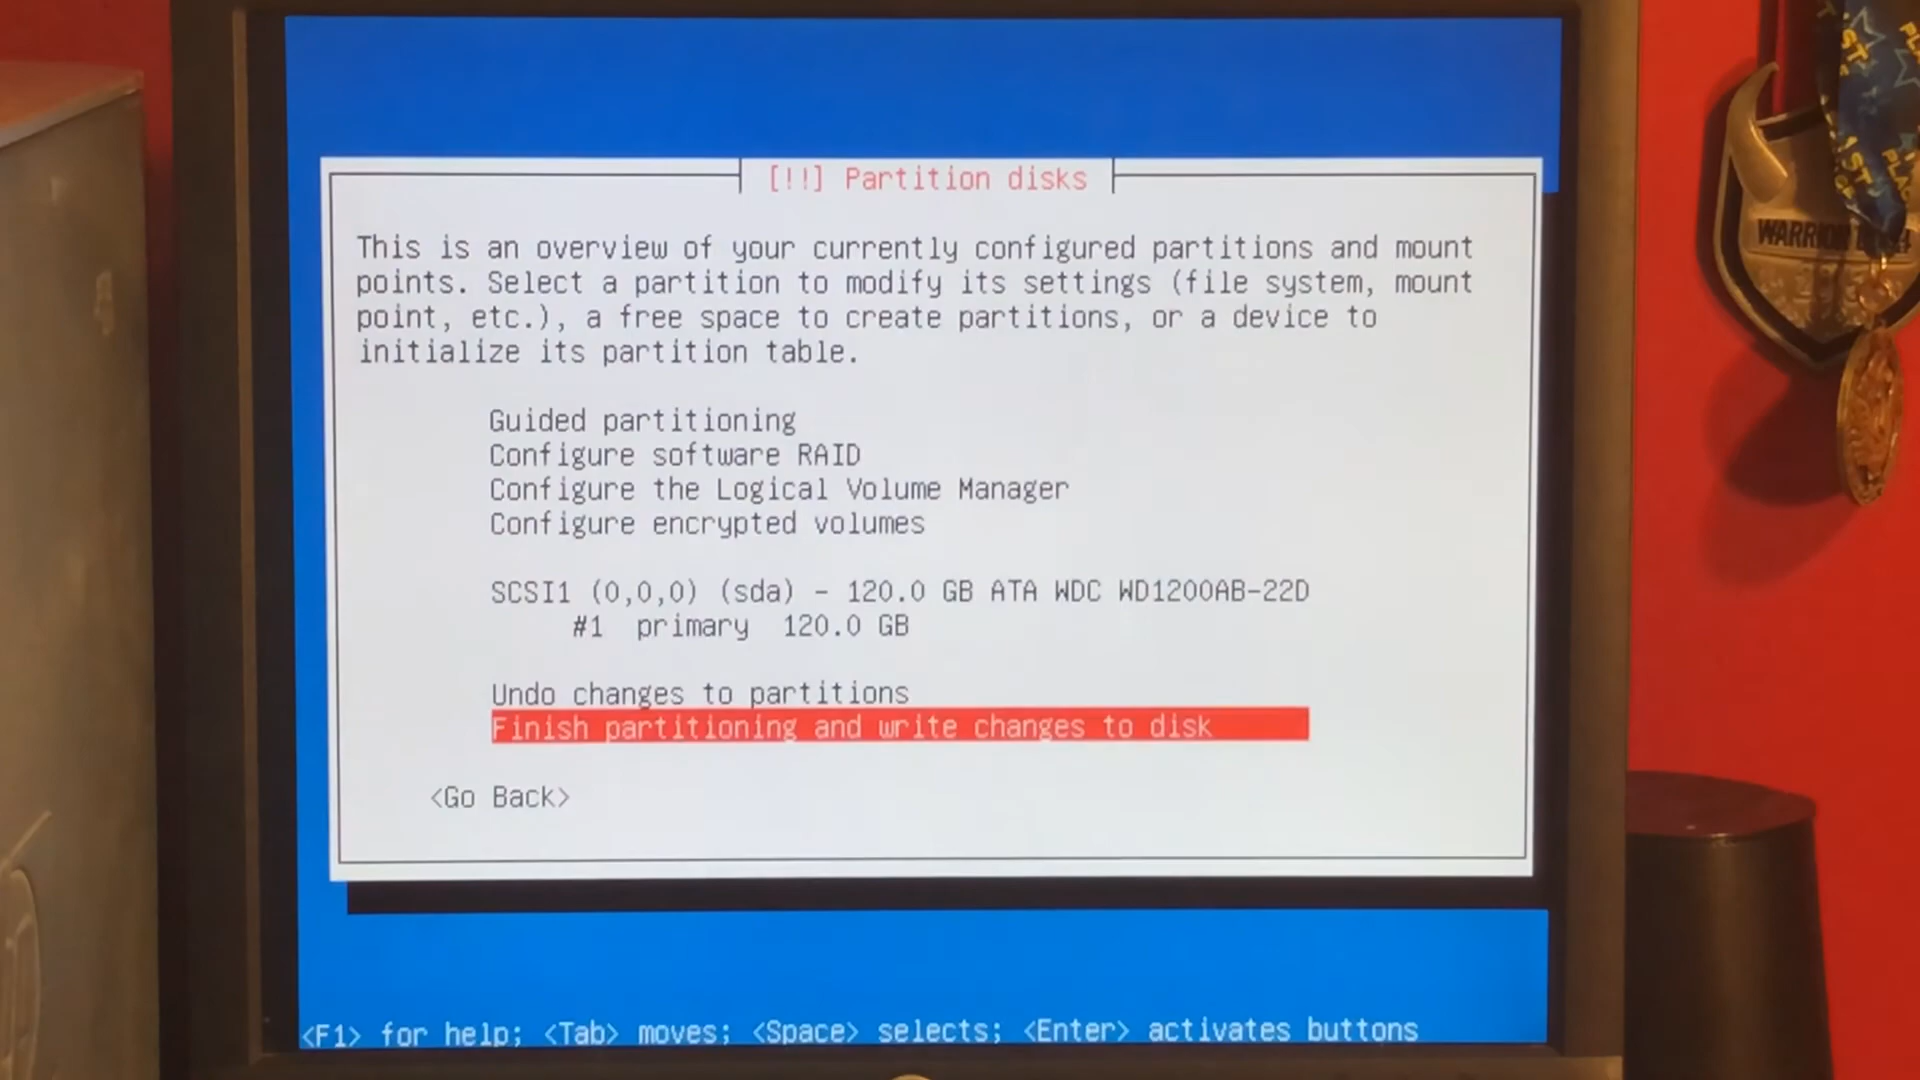 [!!] Partition disks
This is an overview of your currently configured partitions and mount
points. Select a partition to modify its settings (file system, mount
point, etc.), a free space to create partitions, or a device to
initialize its partition table.
Guided partitioning
Configure software RAID
Configure the Logical Volume Manager
Configure encrypted volumes
SCSI1 (0,0,0) (sda) - 120.0 GB ATA WDC WD1200AB-22D
#1 primary 120.0 GB
Undo changes to partitions
Finish partitioning and write changes to disk
<Go Back>
<F1> for help; <Tab> moves; <Space> selects; <Enter> activates buttons